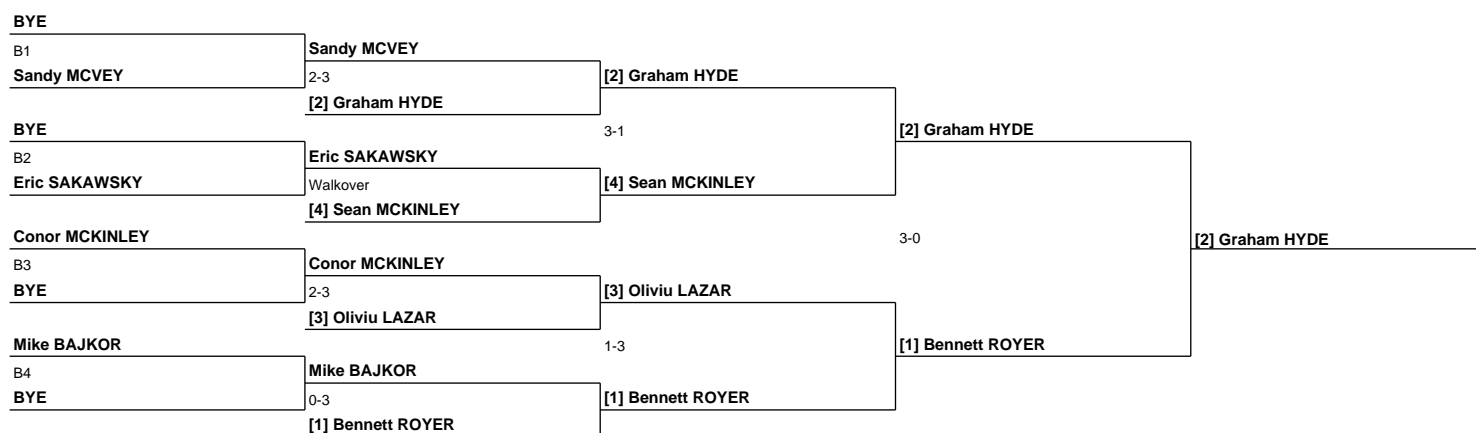 BYE
B1
Sandy MCVEY
Sandy MCVEY
2-3
[2] Graham HYDE
[2] Graham HYDE
BYE
B2
Eric SAKAWSKY
Eric SAKAWSKY
Walkover
[4] Sean MCKINLEY
3-1
[4] Sean MCKINLEY
[2] Graham HYDE
Conor MCKINLEY
B3
BYE
Conor MCKINLEY
2-3
[3] Oliviu LAZAR
[3] Oliviu LAZAR
Mike BAJKOR
B4
BYE
Mike BAJKOR
0-3
[1] Bennett ROYER
1-3
[1] Bennett ROYER
3-0
[1] Bennett ROYER
[2] Graham HYDE